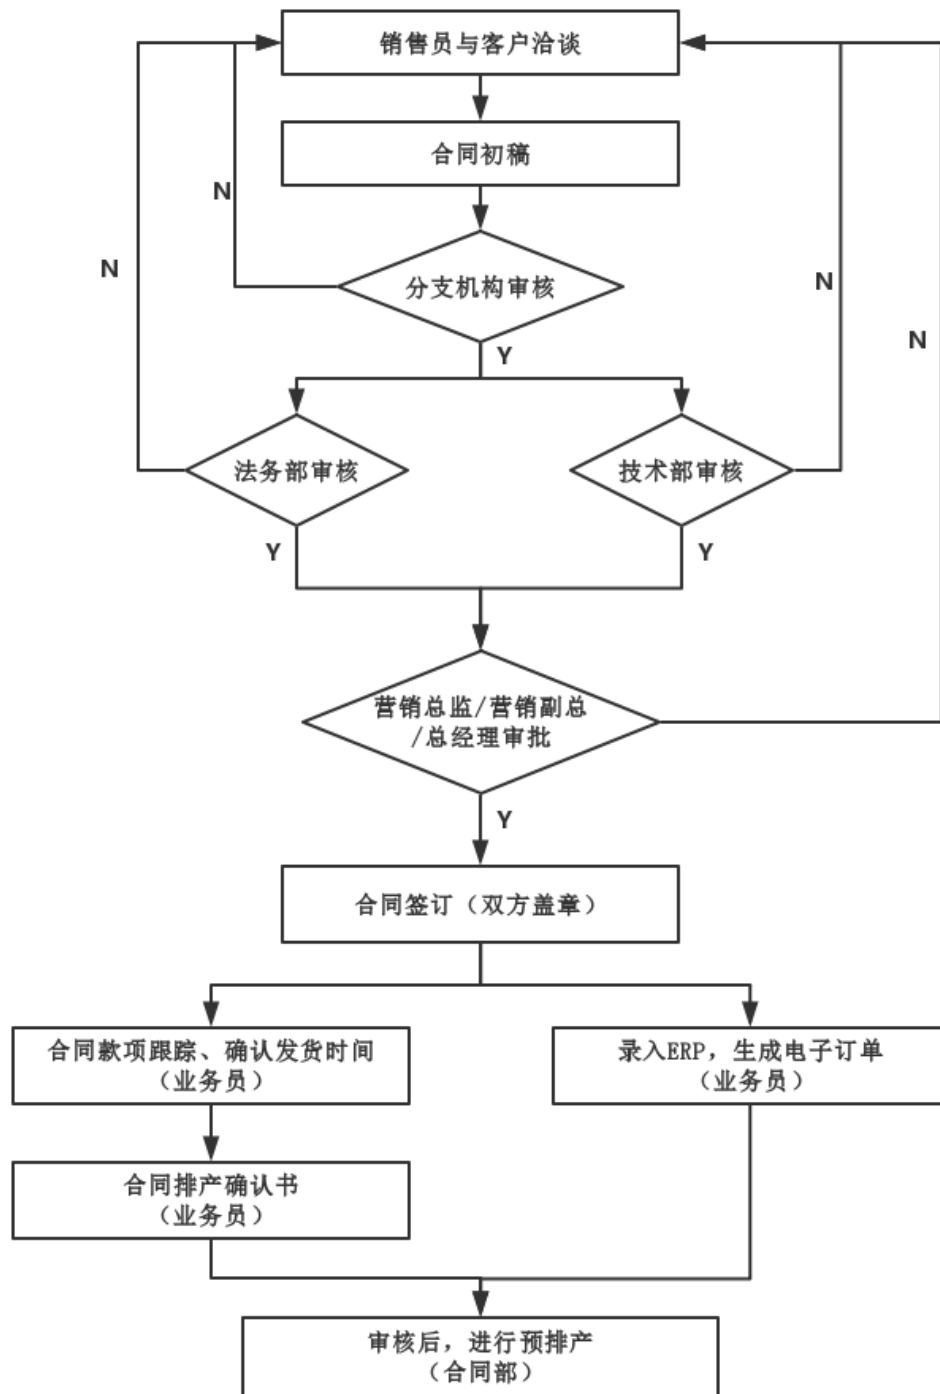 销售员与客户洽谈
合同初稿
N
分支机构审核
N
N
N
Y
法务部审核
技术部审核
Y
Y
营销总监/营销副总
/总经理审批
Y
合同签订（双方盖章）
合同款项跟踪、确认发货时间
（业务员）
录入ERP，生成电子订单
（业务员）
合同排产确认书
（业务员）
审核后，进行预排产
（合同部）